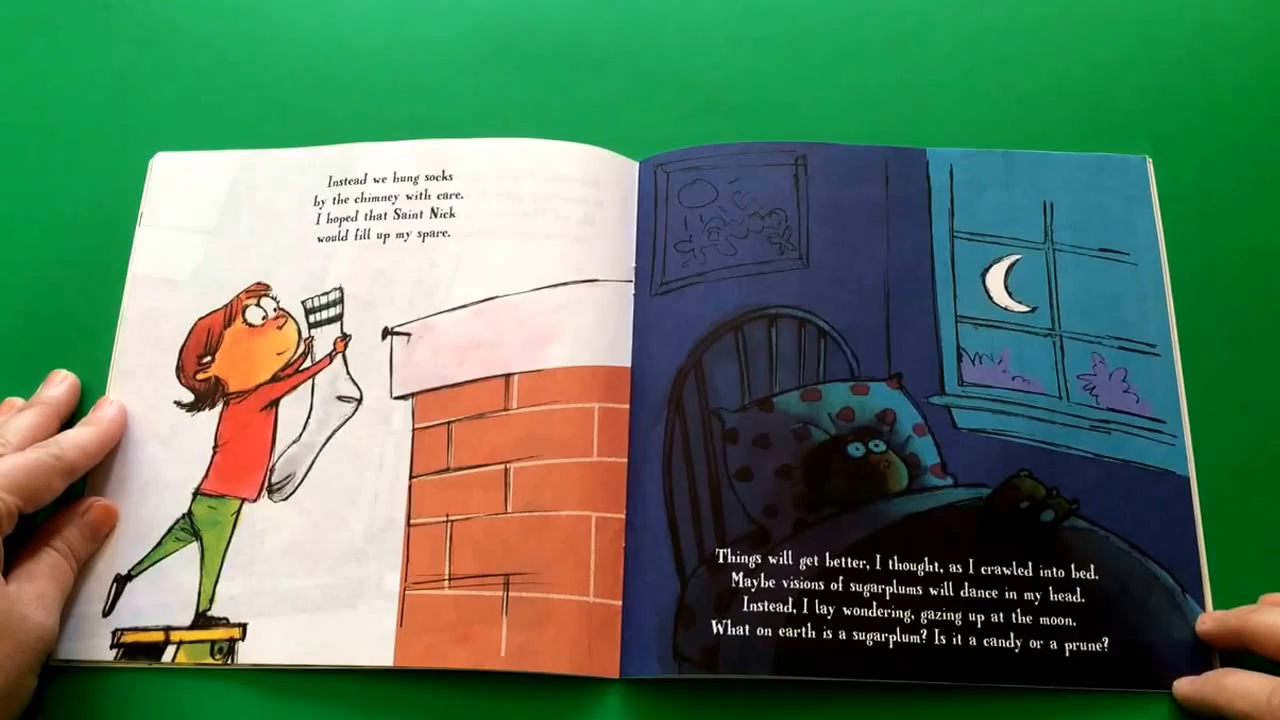 Instead we hung socks
by the chimney with care.
I hoped that Saint Nick
would fill up my spare.
Things will get better, I thought, as I crawled into bed.
Maybe visions of sugarplums will dance in my head.
Instead, I lay wondering, gazing up at the moon.
What on earth is a sugarplum? Is it a candy or a prune?